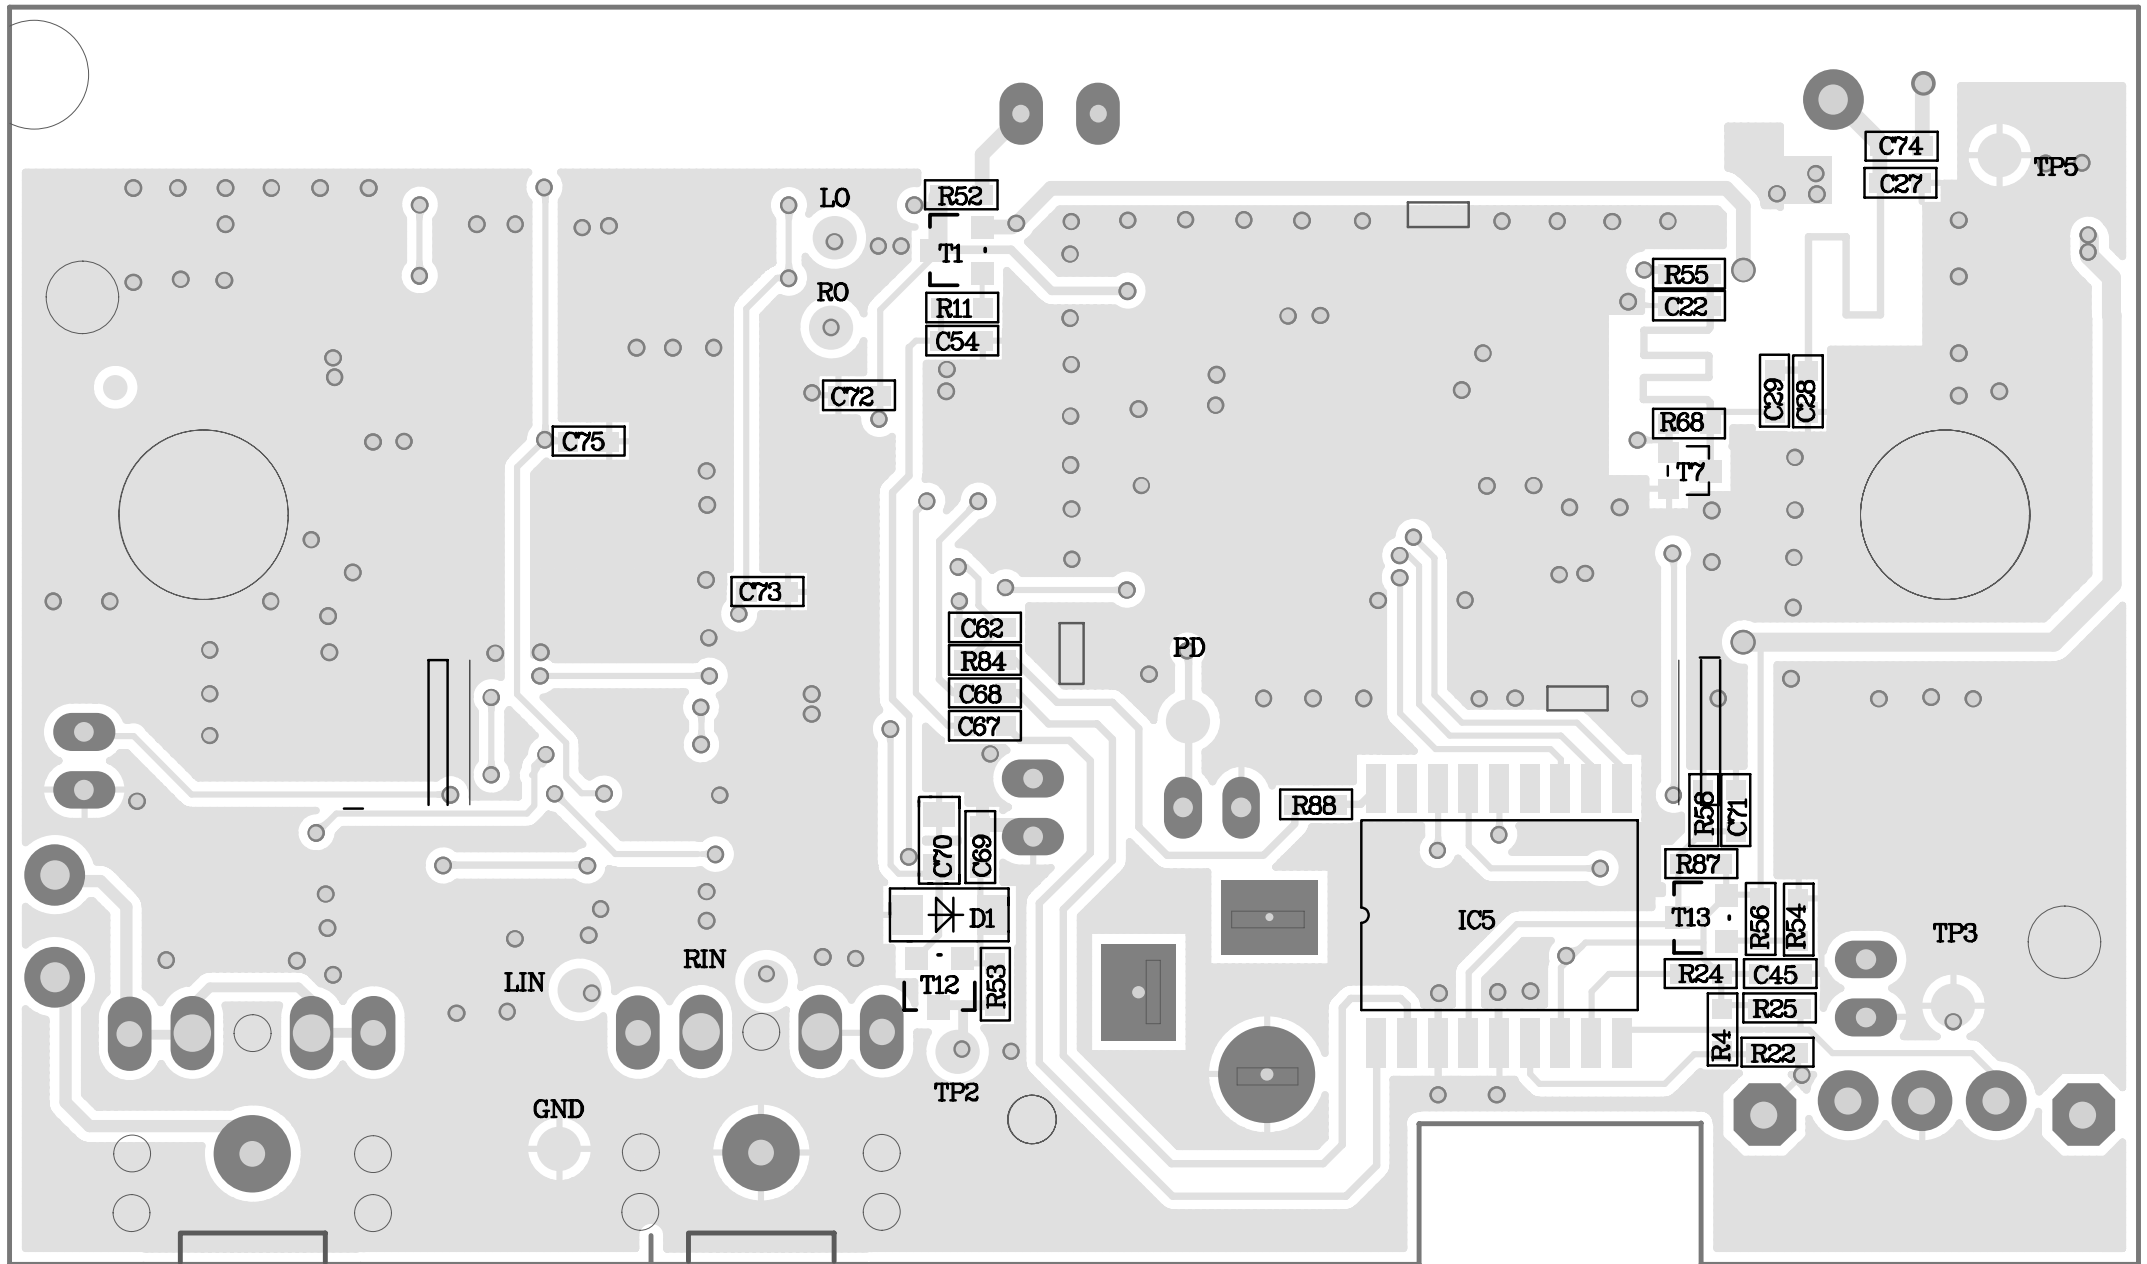 C74
TP5
C27
LO
R52
T1
R55
RO
R11
C22
C54
C72
C29
C28
R68
C75
T7
C73
C62
PD
R84
C68
C67
R88
R58
C71
C70
C69
R87
D1
IC5
T13
R56
R54
TP3
RIN
LIN
T12
R53
R24
C45
R25
R4
R22
TP2
GND